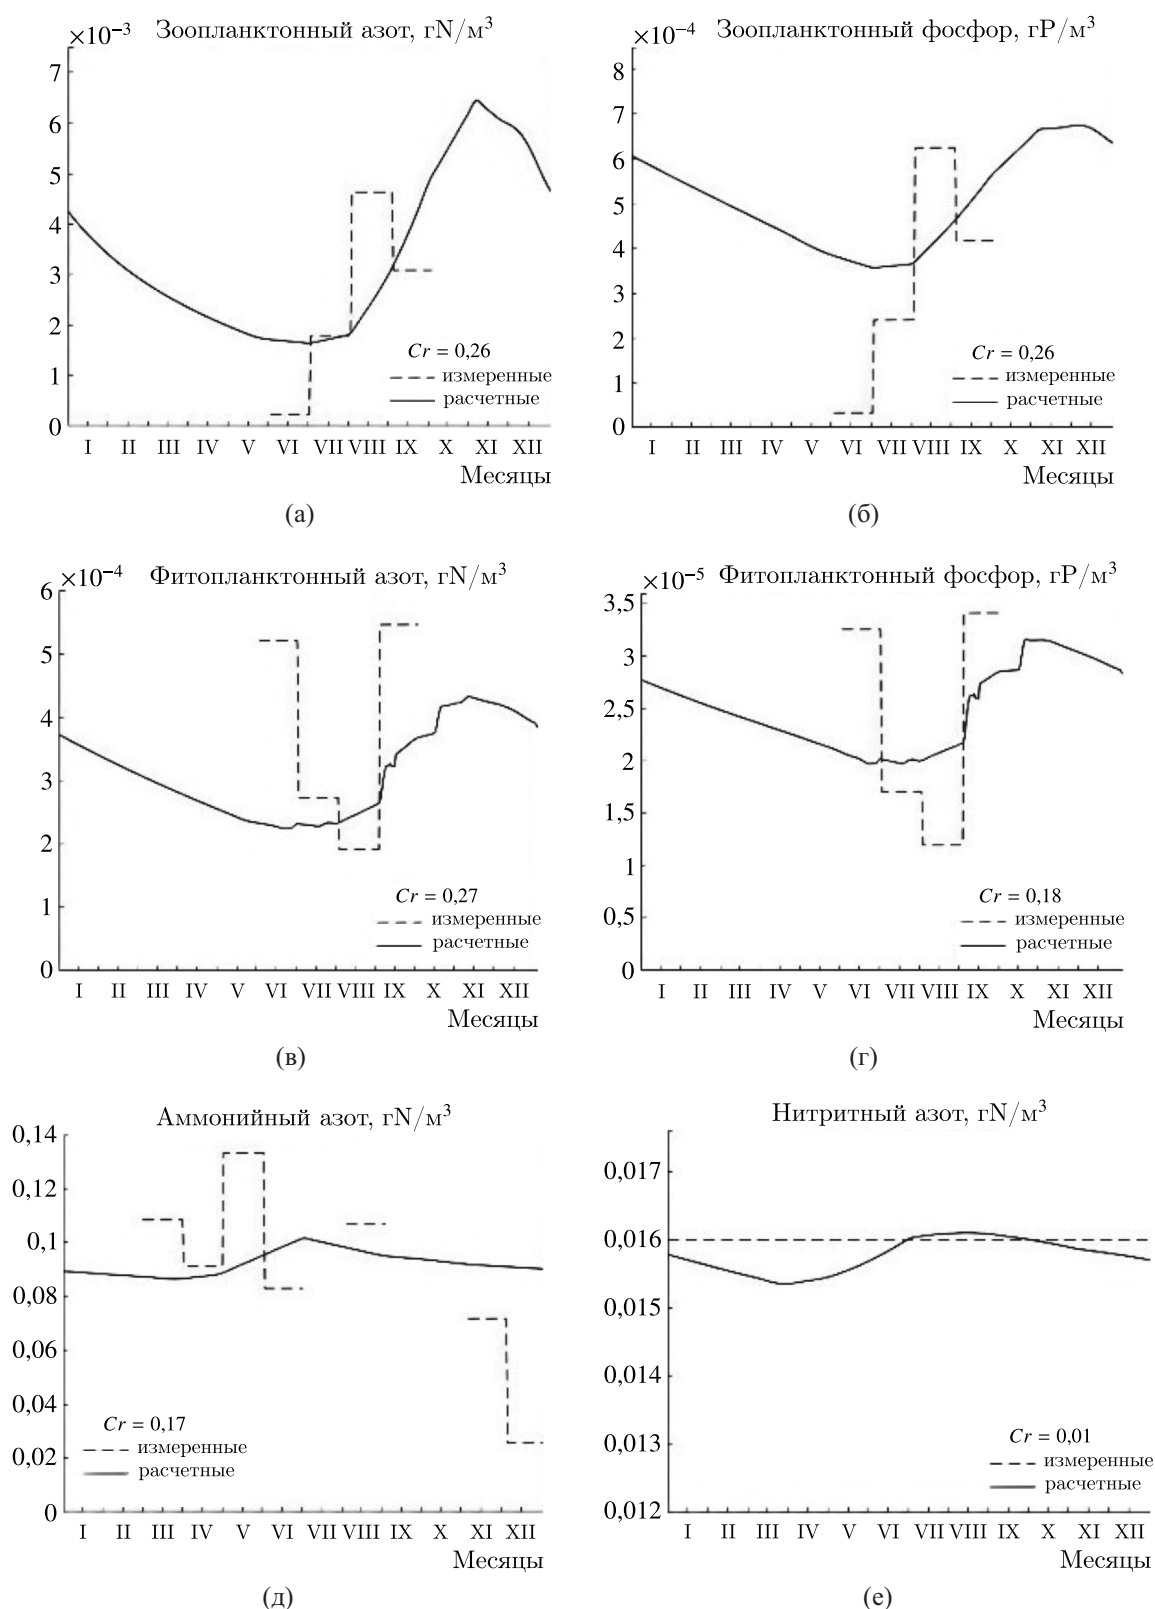 ×10⁻³ Зоопланктонный азот, гN/м³
7
6
5
4
3
2
1
0
Cr = 0,26
измеренные
расчетные
I II III IV V VI VII VIII IX X XI XII
Месяцы
(а)
×10⁻⁴ Зоопланктонный фосфор, гP/м³
8
7
6
5
4
3
2
1
0
Cr = 0,26
измеренные
расчетные
I II III IV V VI VII VIII IX X XI XII
Месяцы
(б)
×10⁻⁴ Фитопланктонный азот, гN/м³
6
5
4
3
2
1
0
Cr = 0,27
измеренные
расчетные
I II III IV V VI VII VIII IX X XI XII
Месяцы
(в)
×10⁻⁵ Фитопланктонный фосфор, гP/м³
3,5
3
2,5
2
1,5
1
0,5
0
Cr = 0,18
измеренные
расчетные
I II III IV V VI VII VIII IX X XI XII
Месяцы
(г)
Аммонийный азот, гN/м³
0,14
0,12
0,1
0,08
0,06
0,04
0,02
0
Cr = 0,17
измеренные
расчетные
I II III IV V VI VII VIII IX X XI XII
Месяцы
(д)
Нитритный азот, гN/м³
0,017
0,016
0,015
0,014
0,013
0,012
Cr = 0,01
измеренные
расчетные
I II III IV V VI VII VIII IX X XI XII
Месяцы
(е)